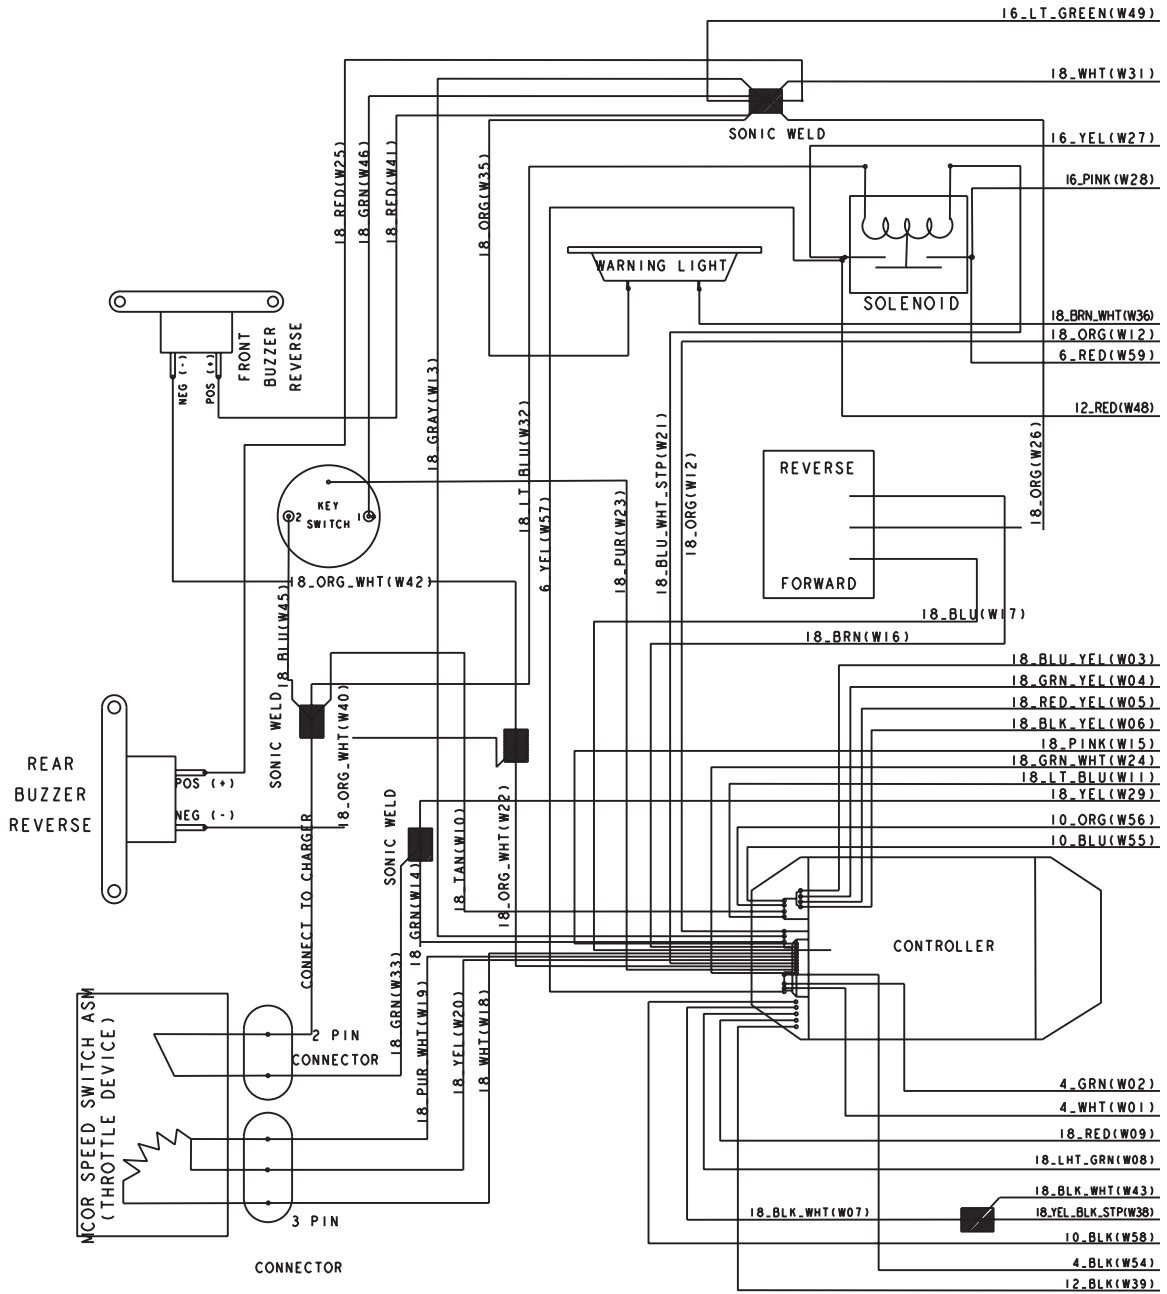 16_LT_GREEN(W49)
18_WHT(W31)
SONIC WELD
16_YEL(W27)
16_PINK(W28)
18_RED(W25)
18_GRN(W46)
18_RED(W41)
18_ORG(W35)
WARNING LIGHT
SOLENOID
18_BRN_WHT(W36)
18_ORG(W12)
6_RED(W59)
12_RED(W48)
FRONT
BUZZER
REVERSE
NEG (-)
POS (+)
18_GRAY(W13)
18_LT_BLU(W32)
6_YEL(W57)
18_PUR(W23)
18_BLU_WHT_STP(W21)
18_ORG(W12)
18_ORG(W26)
REVERSE
FORWARD
KEY
SWITCH
2
1
18_ORG_WHT(W42)
18_BLU(W45)
18_BLU(W17)
18_BRN(W16)
18_BLU_YEL(W03)
18_GRN_YEL(W04)
18_RED_YEL(W05)
18_BLK_YEL(W06)
18_PINK(W15)
18_GRN_WHT(W24)
18_LT_BLU(W11)
18_YEL(W29)
10_ORG(W56)
10_BLU(W55)
SONIC WELD
18_ORG_WHT(W40)
REAR
BUZZER
REVERSE
POS (+)
NEG (-)
SONIC WELD
18_TAN(W10)
18_ORG_WHT(W22)
CONNECT TO CHARGER
18_GRN(W14)
18_GRN(W33)
18_PUR_WHT(W19)
18_YEL(W20)
18_WHT(W18)
CONTROLLER
MCOR SPEED SWITCH ASM
(THROTTLE DEVICE)
2 PIN
CONNECTOR
3 PIN
CONNECTOR
4_GRN(W02)
4_WHT(W01)
18_RED(W09)
18_LHT_GRN(W08)
18_BLK_WHT(W43)
18_BLK_WHT(W07)
18_YEL_BLK_STP(W38)
10_BLK(W58)
4_BLK(W54)
12_BLK(W39)